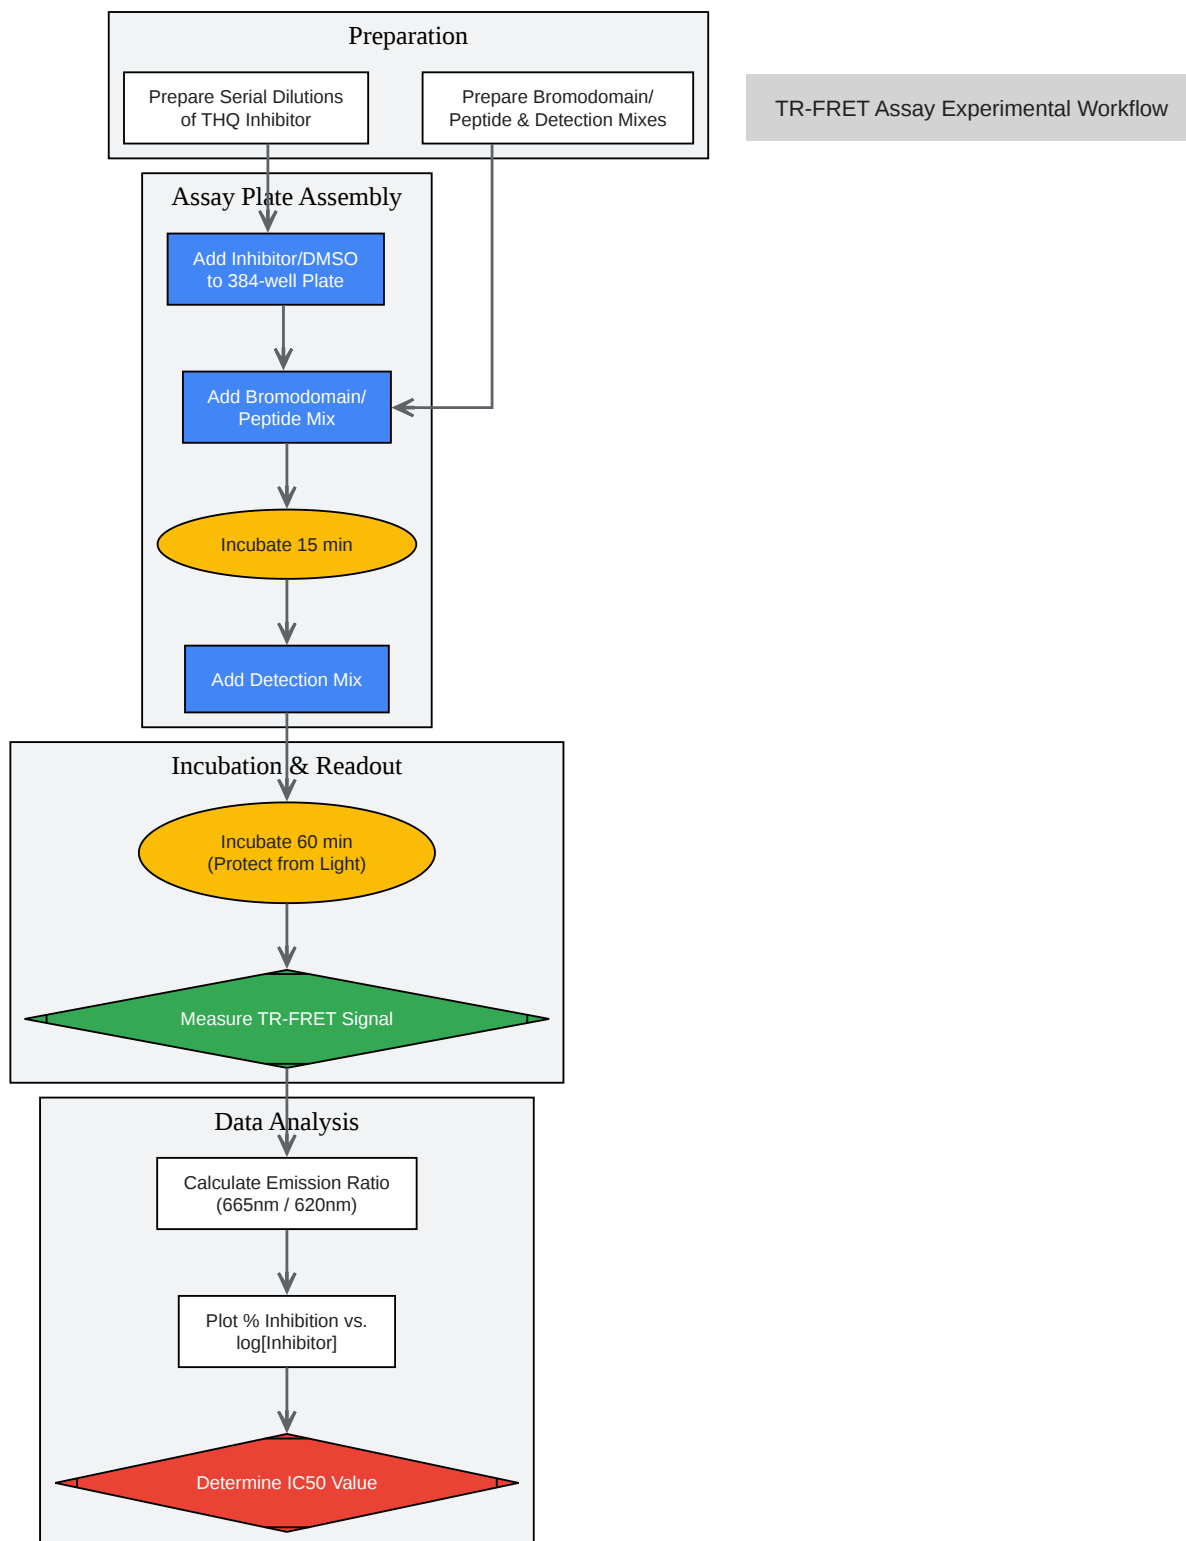 Preparation
Prepare Serial Dilutions
of THQ Inhibitor
Prepare Bromodomain/
Peptide & Detection Mixes
TR-FRET Assay Experimental Workflow
Assay Plate Assembly
Add Inhibitor/DMSO
to 384-well Plate
Add Bromodomain/
Peptide Mix
Incubate 15 min
Add Detection Mix
Incubation & Readout
Incubate 60 min
(Protect from Light)
Measure TR-FRET Signal
Data Analysis
Calculate Emission Ratio
(665nm / 620nm)
Plot % Inhibition vs.
log[Inhibitor]
Determine IC50 Value